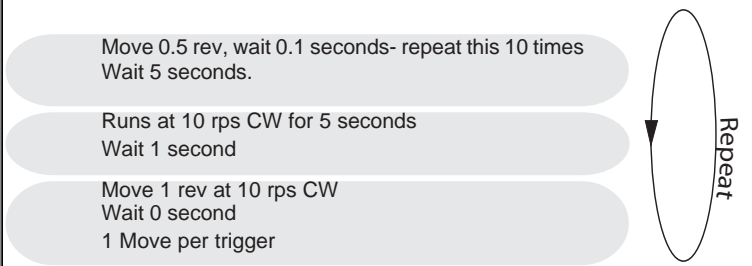 Move 0.5 rev, wait 0.1 seconds- repeat this 10 times
Wait 5 seconds.
Runs at 10 rps CW for 5 seconds
Wait 1 second
Move 1 rev at 10 rps CW
Wait 0 second
1 Move per trigger
Repeat